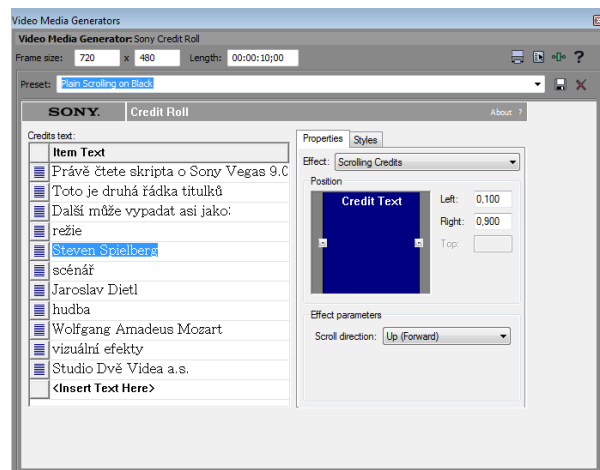 Video Media Generators
Video Media Generator: Sony Credit Roll
Frame size: 720 x 480 Length: 00:00:10;00
?
Preset: Plain Scrolling on Black
SONY. Credit Roll About ?
Credits text:
Item Text
Právě čtete skripta o Sony Vegas 9.0
Toto je druhá řádka titulků
Další může vypadat asi jako:
režie
Steven Spielberg
scénář
Jaroslav Dietl
hudba
Wolfgang Amadeus Mozart
vizuální efekty
Studio Dvě Videa a.s.
<Insert Text Here>
Properties Styles
Effect: Scrolling Credits
Position
Credit Text
Left: 0,100
Right: 0,900
Top:
Effect parameters
Scroll direction: Up (Forward)